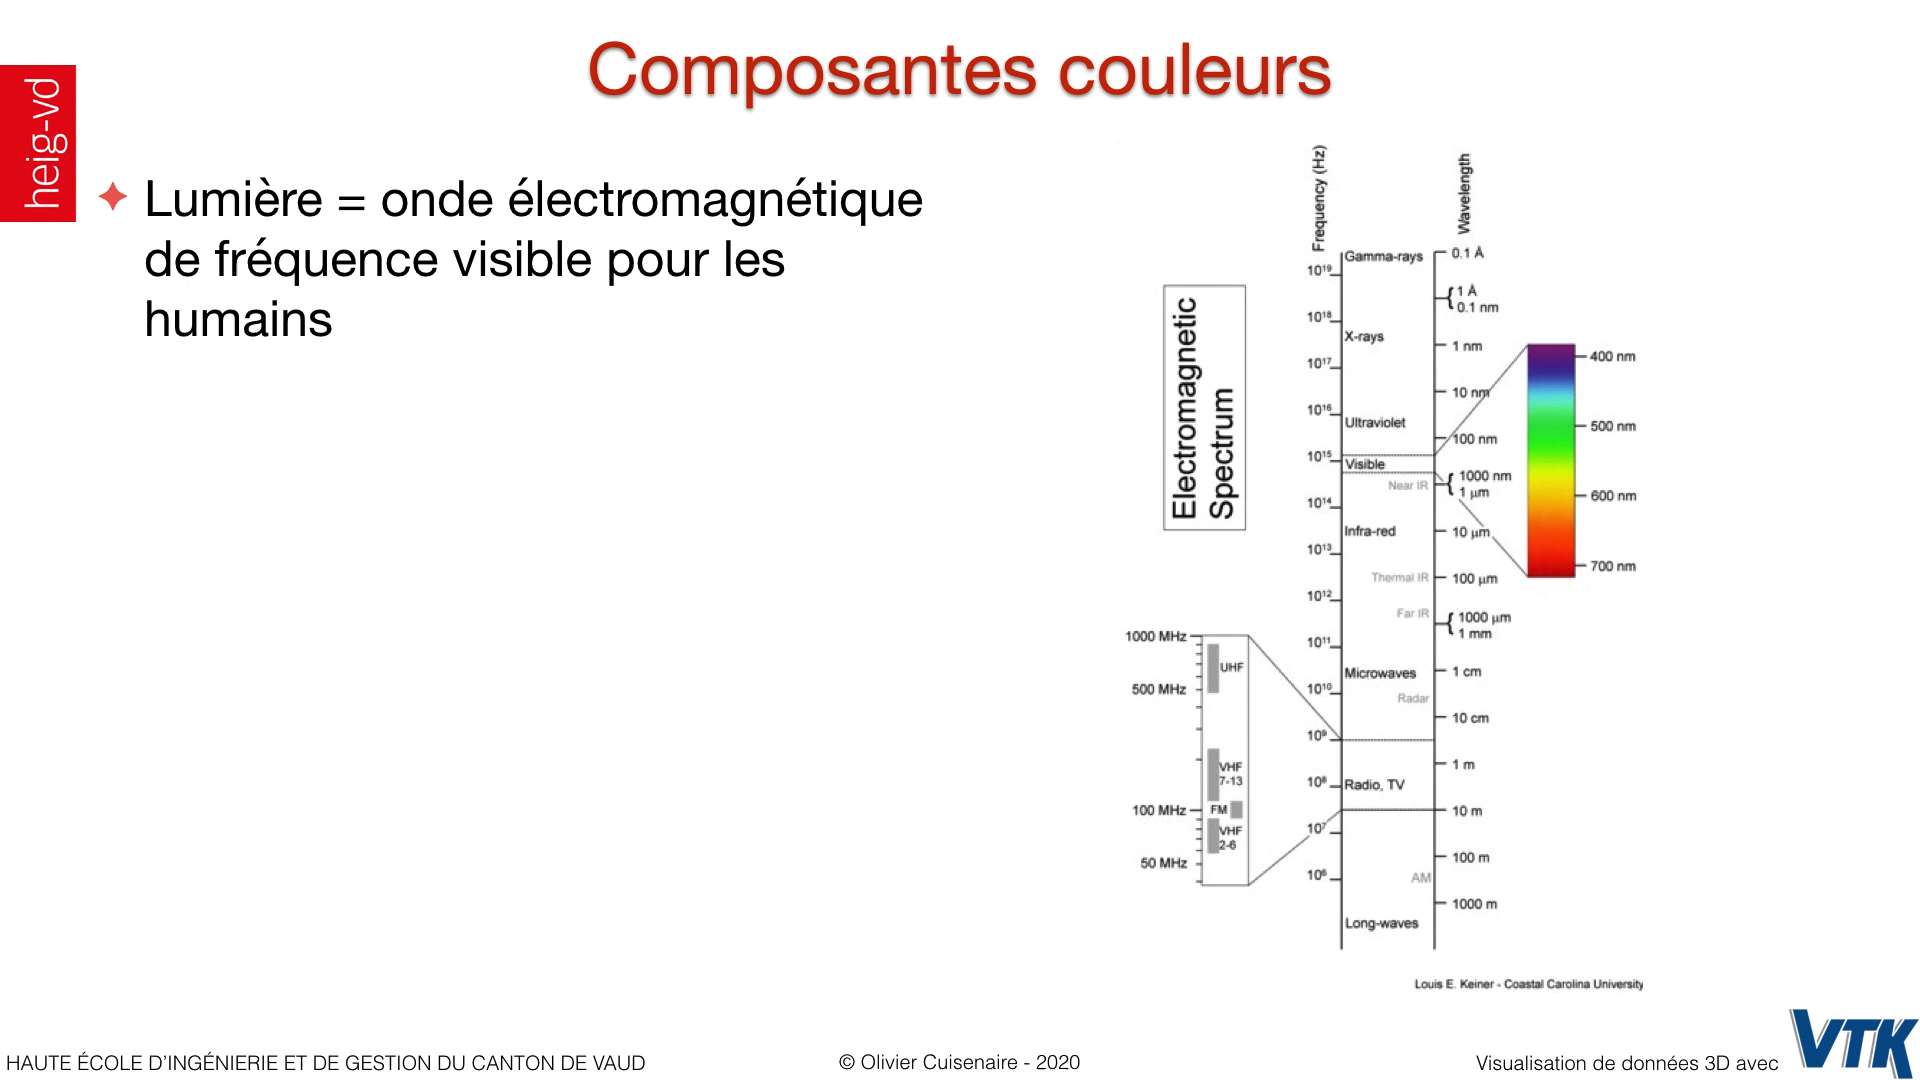 Composantes couleurs
heig-vd
Lumière = onde électromagnétique
de fréquence visible pour les
humains
Electromagnetic
Spectrum
Frequency (Hz)
Wavelength
Gamma-rays
X-rays
Ultraviolet
Visible
Near IR
Infra-red
Thermal IR
Far IR
Microwaves
Radar
Radio, TV
AM
Long-waves
10¹⁹
10¹⁸
10¹⁷
10¹⁶
10¹⁵
10¹⁴
10¹³
10¹²
10¹¹
10¹⁰
10⁹
10⁸
10⁷
10⁶
0.1 Å
1 Å
0.1 nm
1 nm
10 nm
100 nm
1000 nm
1 µm
10 µm
100 µm
1000 µm
1 mm
1 cm
10 cm
1 m
10 m
100 m
1000 m
400 nm
500 nm
600 nm
700 nm
1000 MHz
500 MHz
100 MHz
50 MHz
UHF
VHF
7-13
FM
VHF
2-6
Louis E. Keiner - Coastal Carolina University
HAUTE ÉCOLE D’INGÉNIERIE ET DE GESTION DU CANTON DE VAUD
© Olivier Cuisenaire - 2020
Visualisation de données 3D avec
VTK